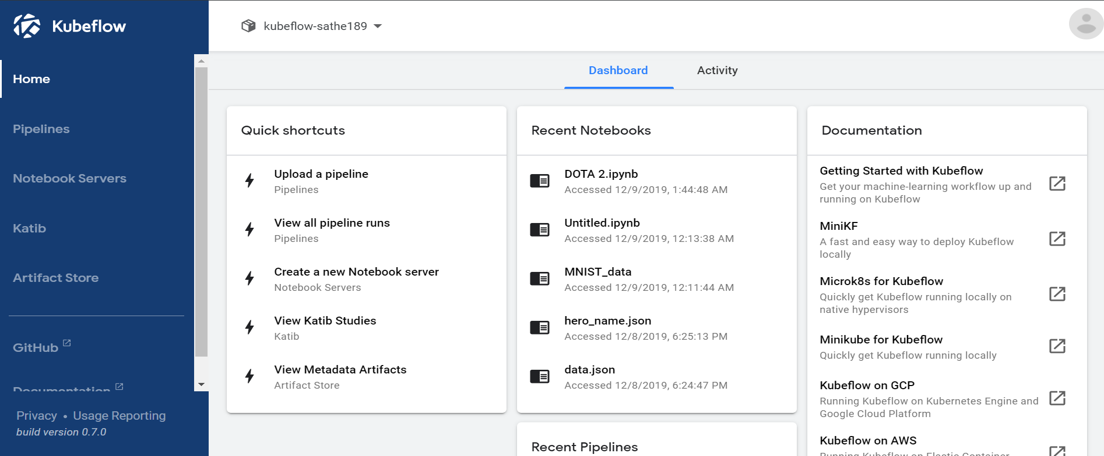 Kubeflow
kubeflow-sathe189
Home
Pipelines
Notebook Servers
Katib
Artifact Store
GitHub
Documentation
Privacy • Usage Reporting
build version 0.7.0
Dashboard
Activity
Quick shortcuts
Upload a pipeline
Pipelines
View all pipeline runs
Pipelines
Create a new Notebook server
Notebook Servers
View Katib Studies
Katib
View Metadata Artifacts
Artifact Store
Recent Notebooks
DOTA 2.ipynb
Accessed 12/9/2019, 1:44:48 AM
Untitled.ipynb
Accessed 12/9/2019, 12:13:38 AM
MNIST_data
Accessed 12/9/2019, 12:11:44 AM
hero_name.json
Accessed 12/8/2019, 6:25:13 PM
data.json
Accessed 12/8/2019, 6:24:47 PM
Recent Pipelines
Documentation
Getting Started with Kubeflow
Get your machine-learning workflow up and
running on Kubeflow
MiniKF
A fast and easy way to deploy Kubeflow
locally
Microk8s for Kubeflow
Quickly get Kubeflow running locally on
native hypervisors
Minikube for Kubeflow
Quickly get Kubeflow running locally
Kubeflow on GCP
Running Kubeflow on Kubernetes Engine and
Google Cloud Platform
Kubeflow on AWS
Running Kubeflow on Elastic Container